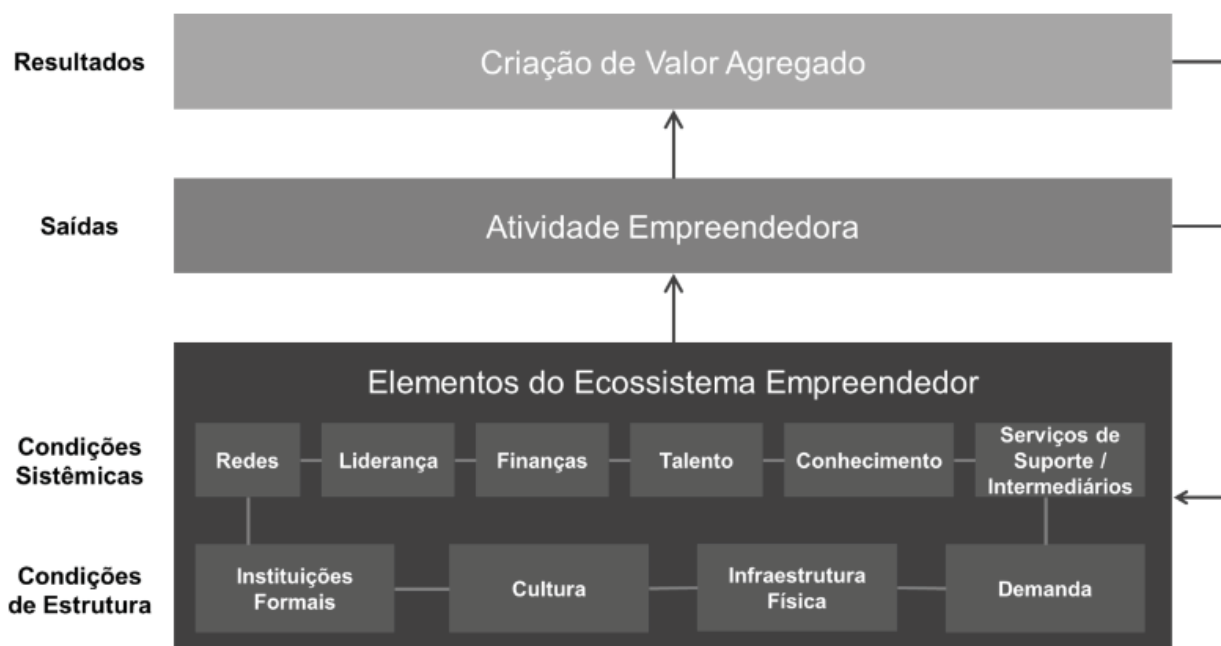 Resultados
Criação de Valor Agregado
Saídas
Atividade Empreendedora
Elementos do Ecossistema Empreendedor
Condições
Sistêmicas
Redes
Liderança
Finanças
Talento
Conhecimento
Serviços de
Suporte /
Intermediários
Condições
de Estrutura
Instituições
Formais
Cultura
Infraestrutura
Física
Demanda